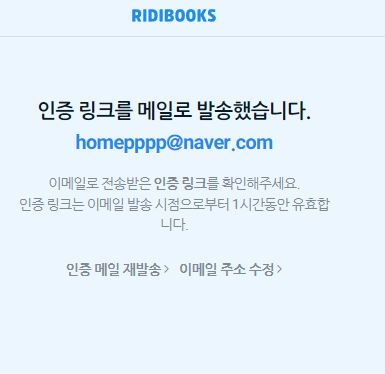 RIDIBOOKS
인증 링크를 메일로 발송했습니다.
homepppp@naver.com
이메일로 전송받은 인증 링크를 확인해주세요.
인증 링크는 이메일 발송 시점으로부터 1시간동안 유효합
니다.
인증 메일 재발송 > 이메일 주소 수정 >